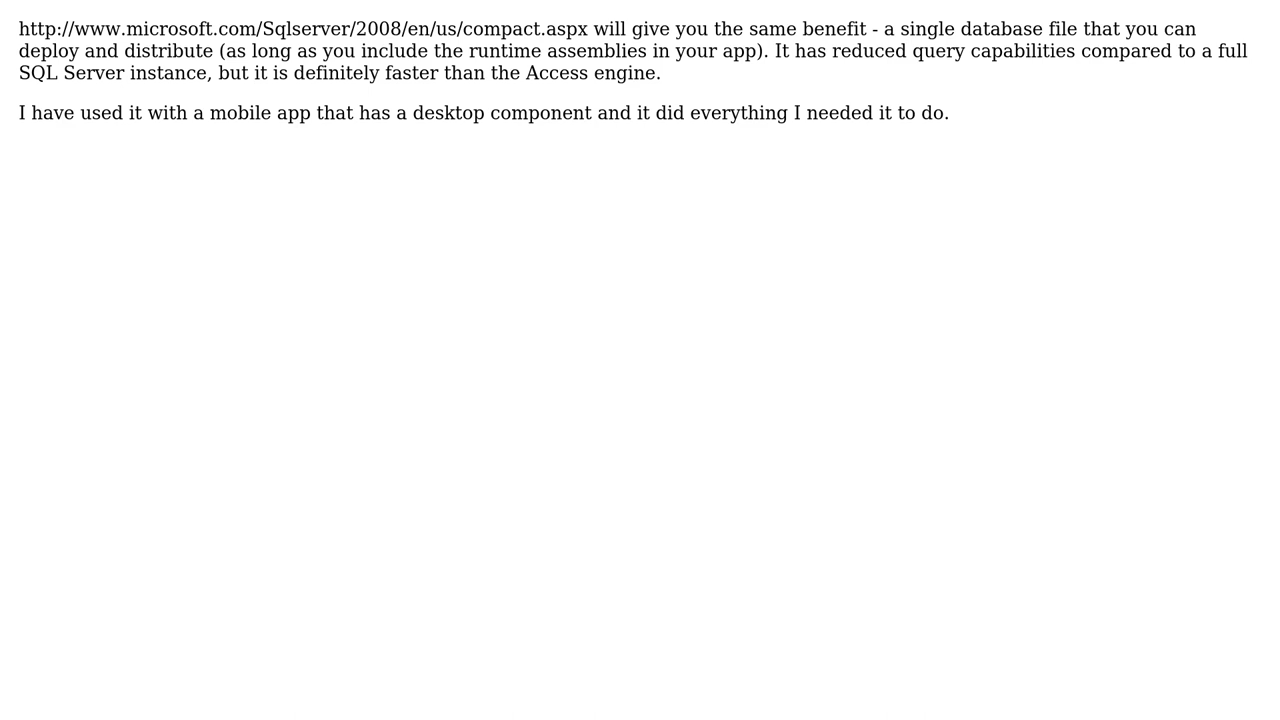 http://www.microsoft.com/Sqlserver/2008/en/us/compact.aspx will give you the same benefit - a single database file that you can
deploy and distribute (as long as you include the runtime assemblies in your app). It has reduced query capabilities compared to a full
SQL Server instance, but it is definitely faster than the Access engine.
I have used it with a mobile app that has a desktop component and it did everything I needed it to do.